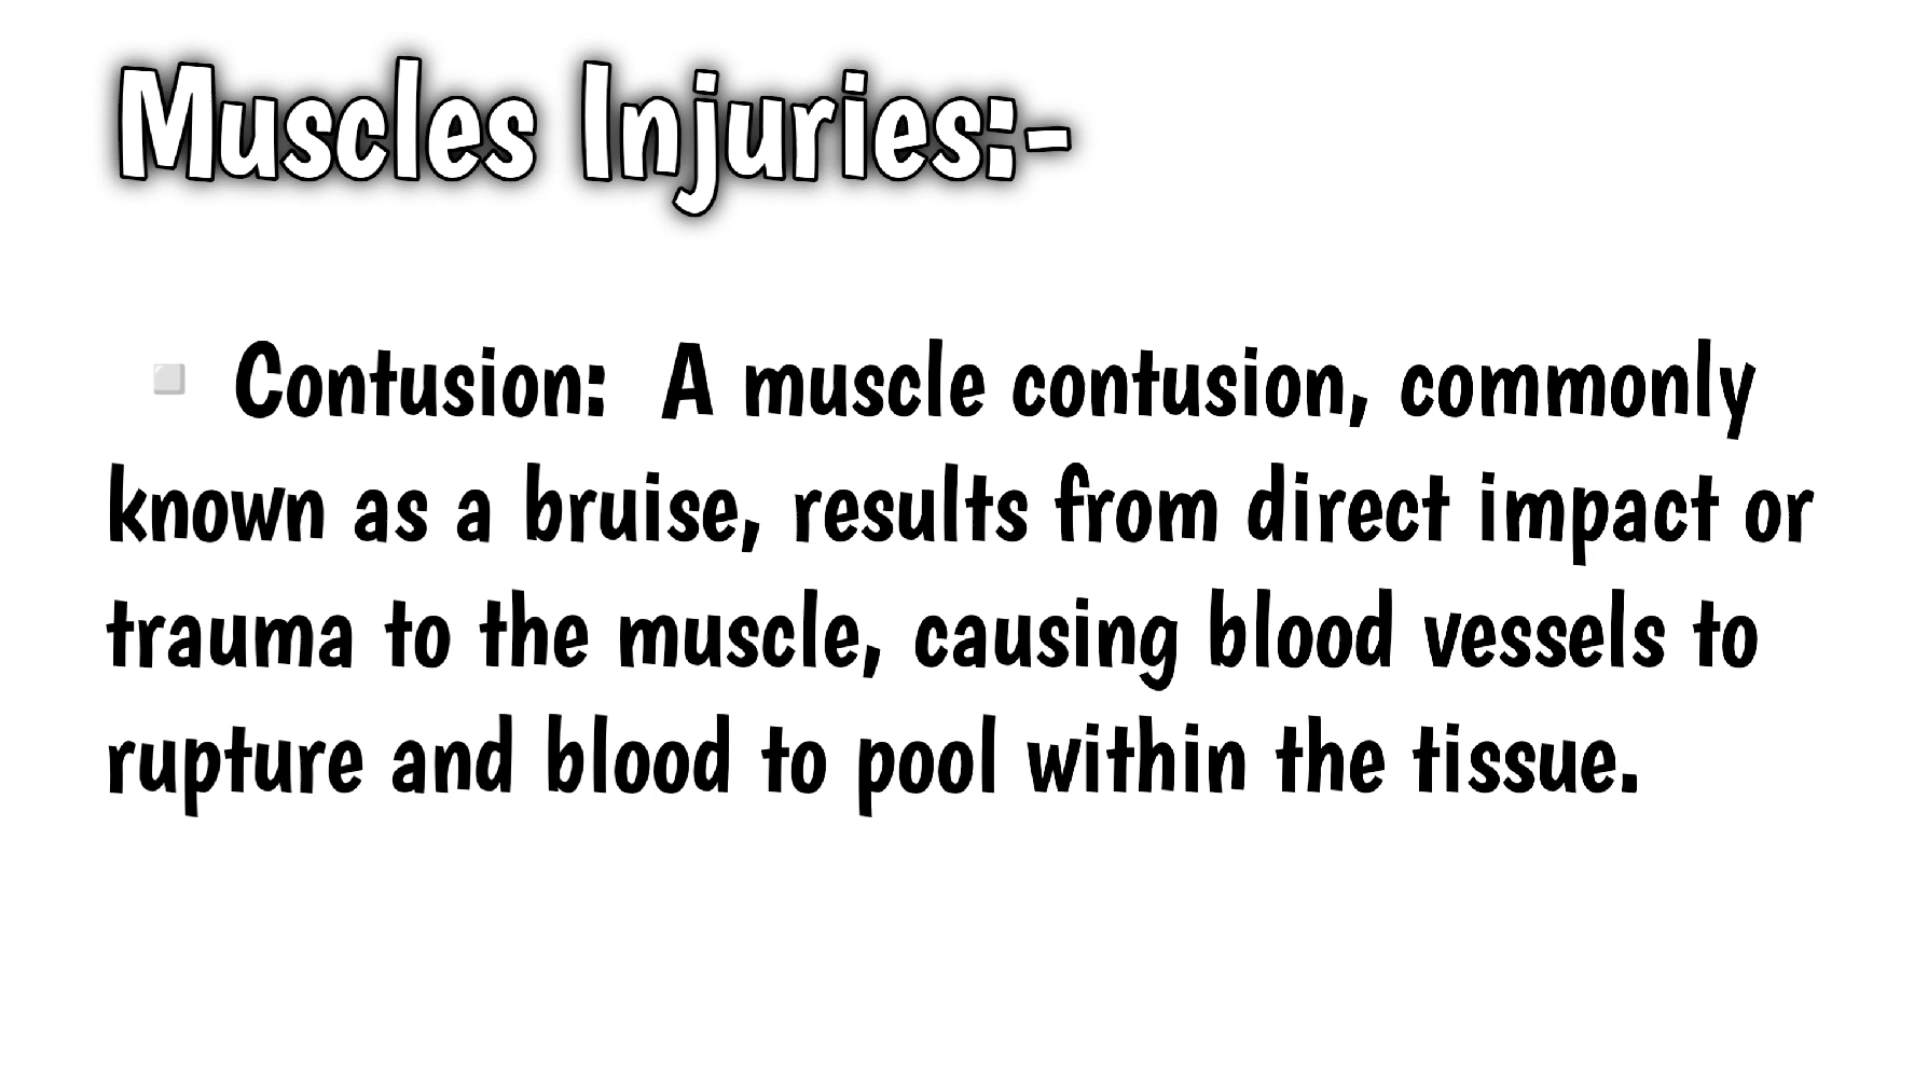 Muscles Injuries:-
▫️ Contusion: A muscle contusion, commonly
known as a bruise, results from direct impact or
trauma to the muscle, causing blood vessels to
rupture and blood to pool within the tissue.